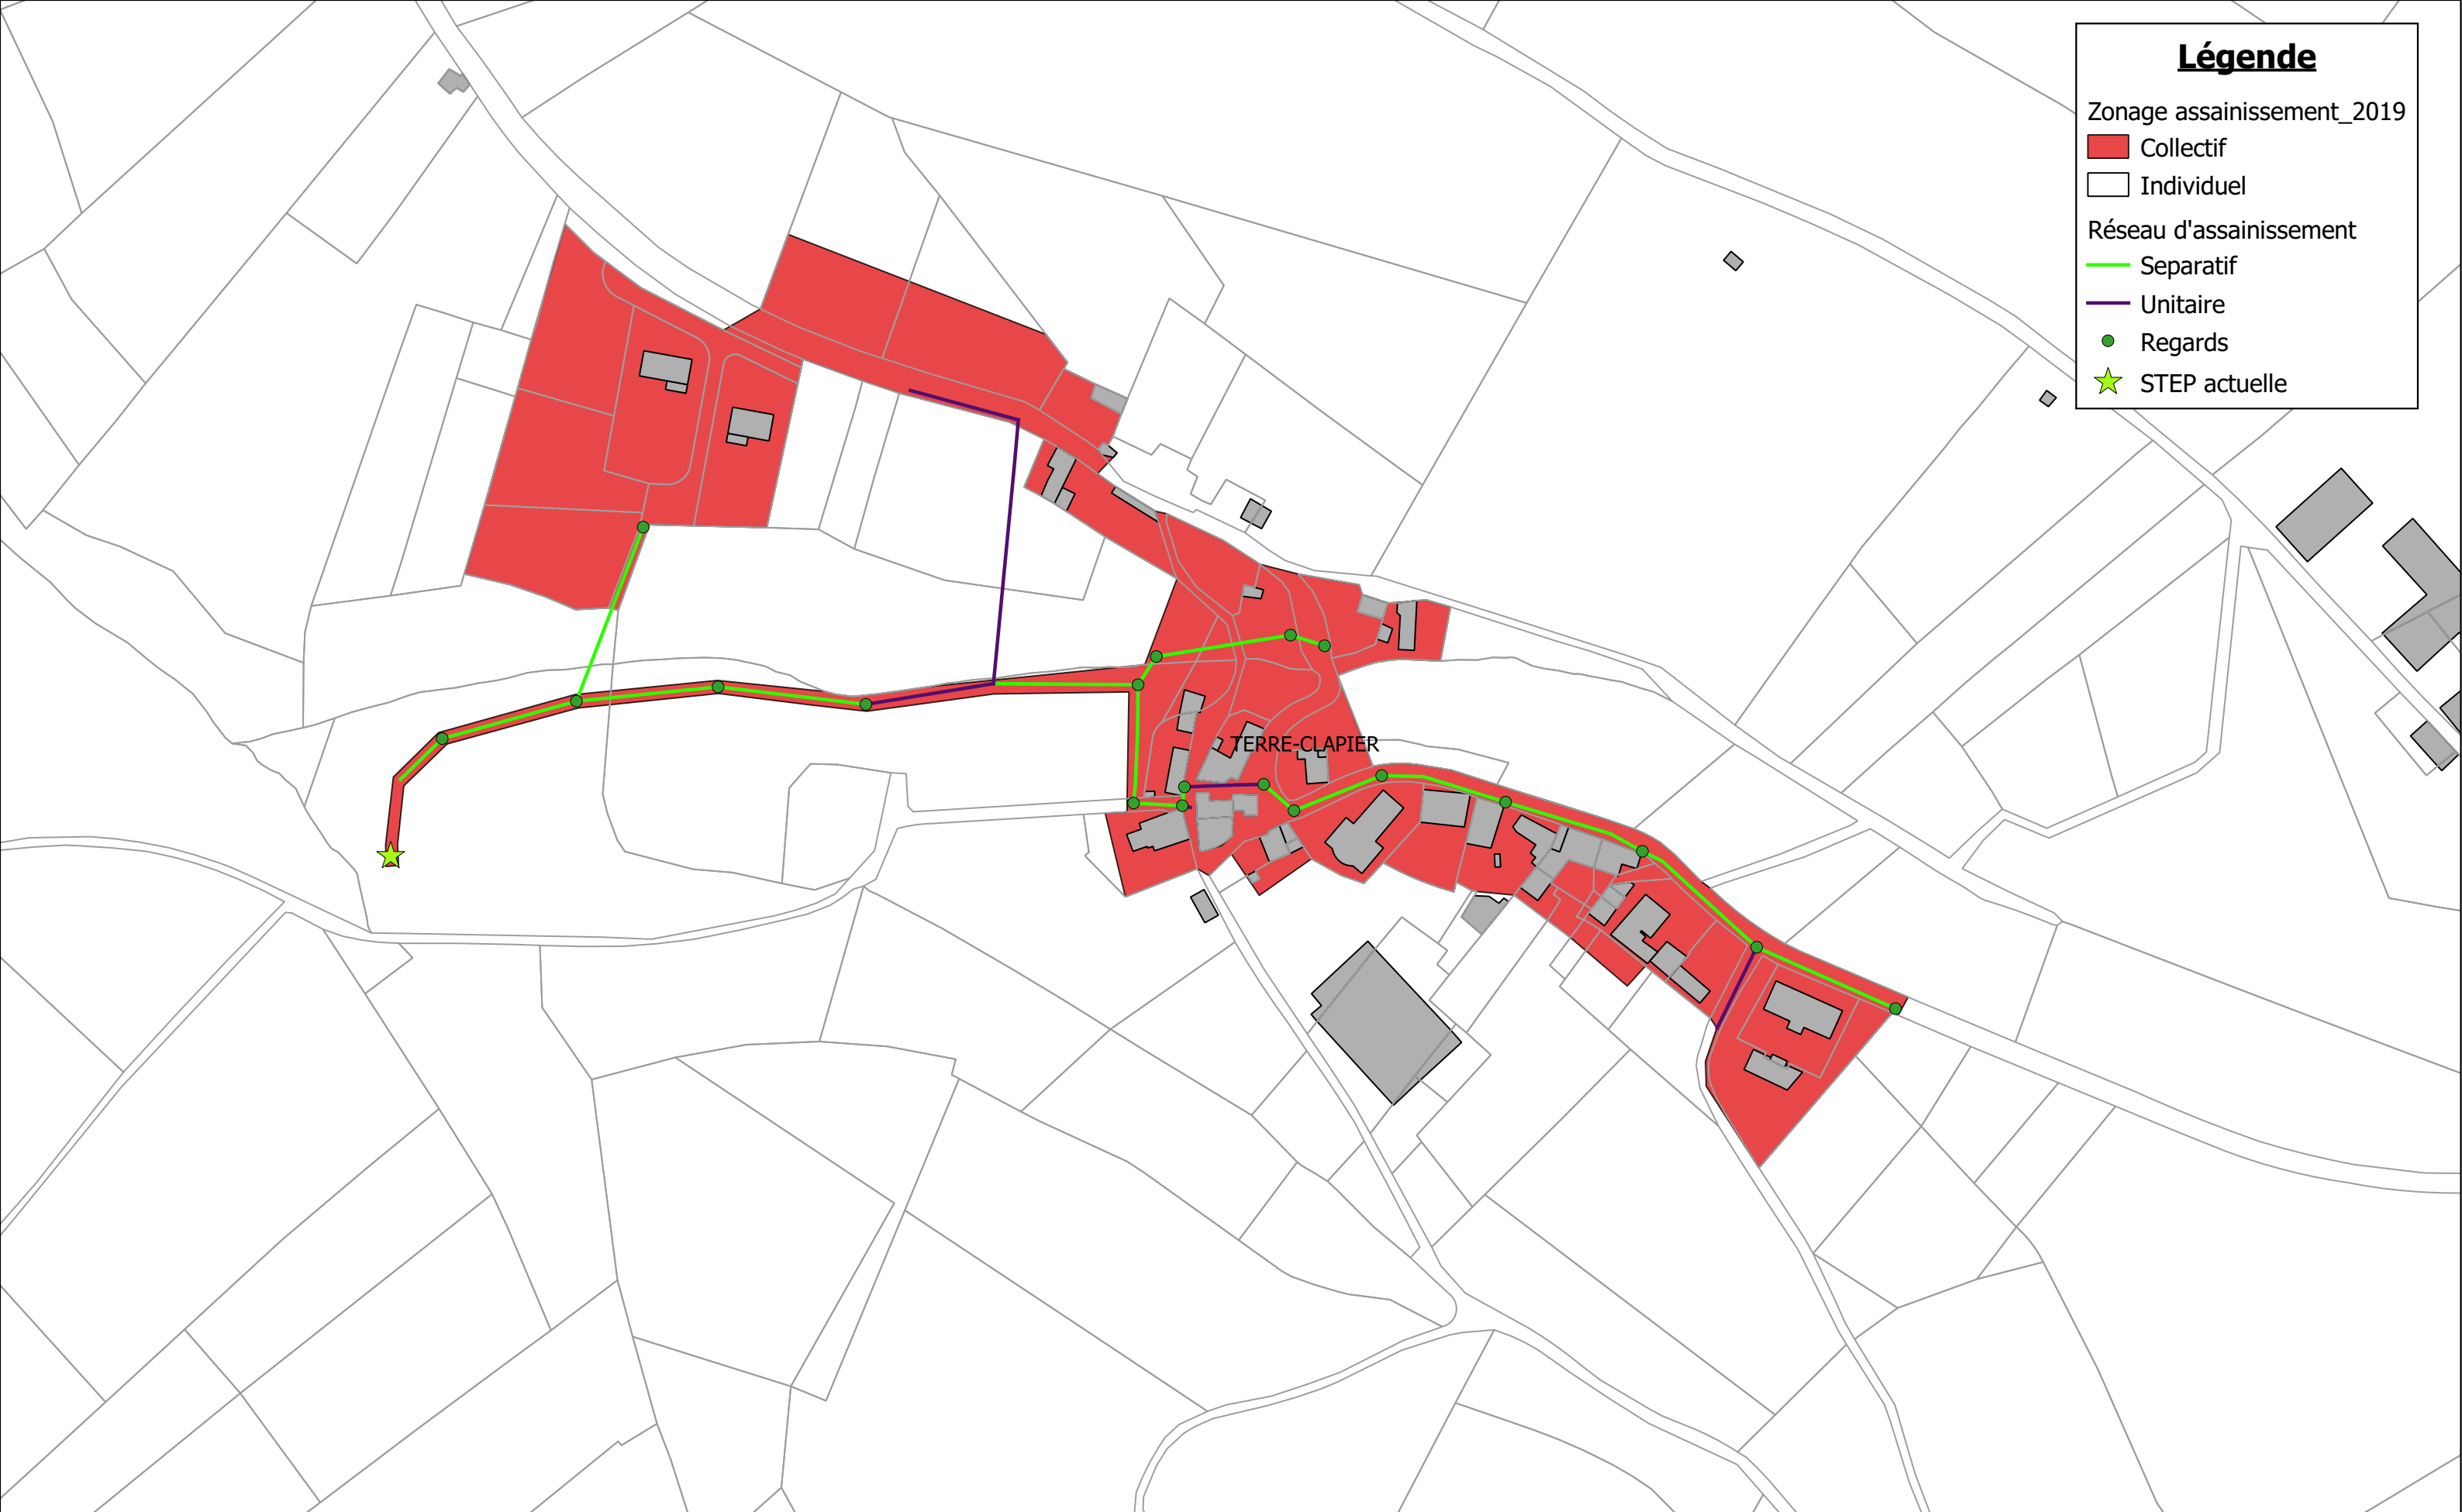 Légende
Zonage assainissement_2019
Collectif
Individuel
Réseau d'assainissement
Separatif
Unitaire
Regards
STEP actuelle
TERRE-CLAPIER